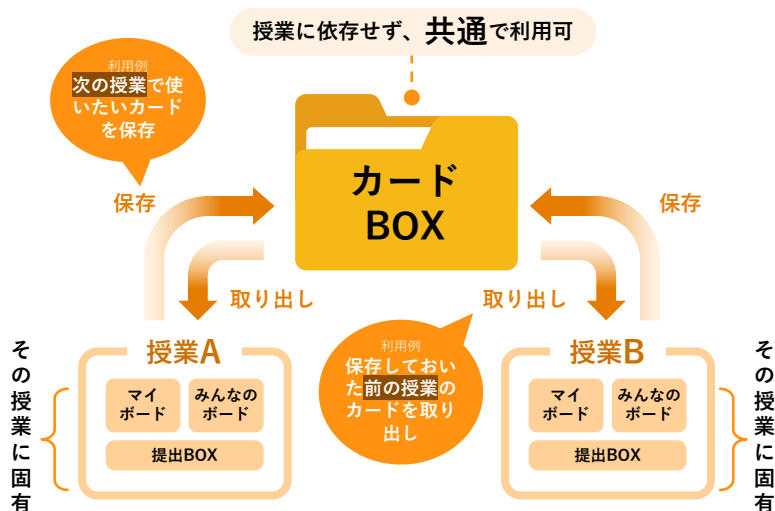 授業に依存せず、共通で利用可
利用例
次の授業で使
いたいカード
を保存
カード
BOX
保存
保存
取り出し
取り出し
利用例
保存しておい
た前の授業の
カードを取り
出し
その授業に固有
授業A
マイ
ボード
みんなの
ボード
提出BOX
授業B
マイ
ボード
みんなの
ボード
提出BOX
その授業に固有